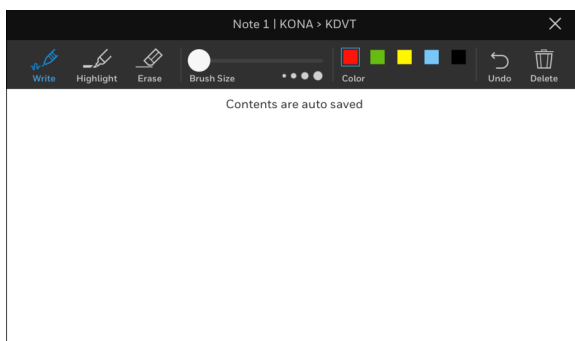 Note 1 | KONA > KDVT
Write Highlight Erase Brush Size Color Undo Delete
Contents are auto saved